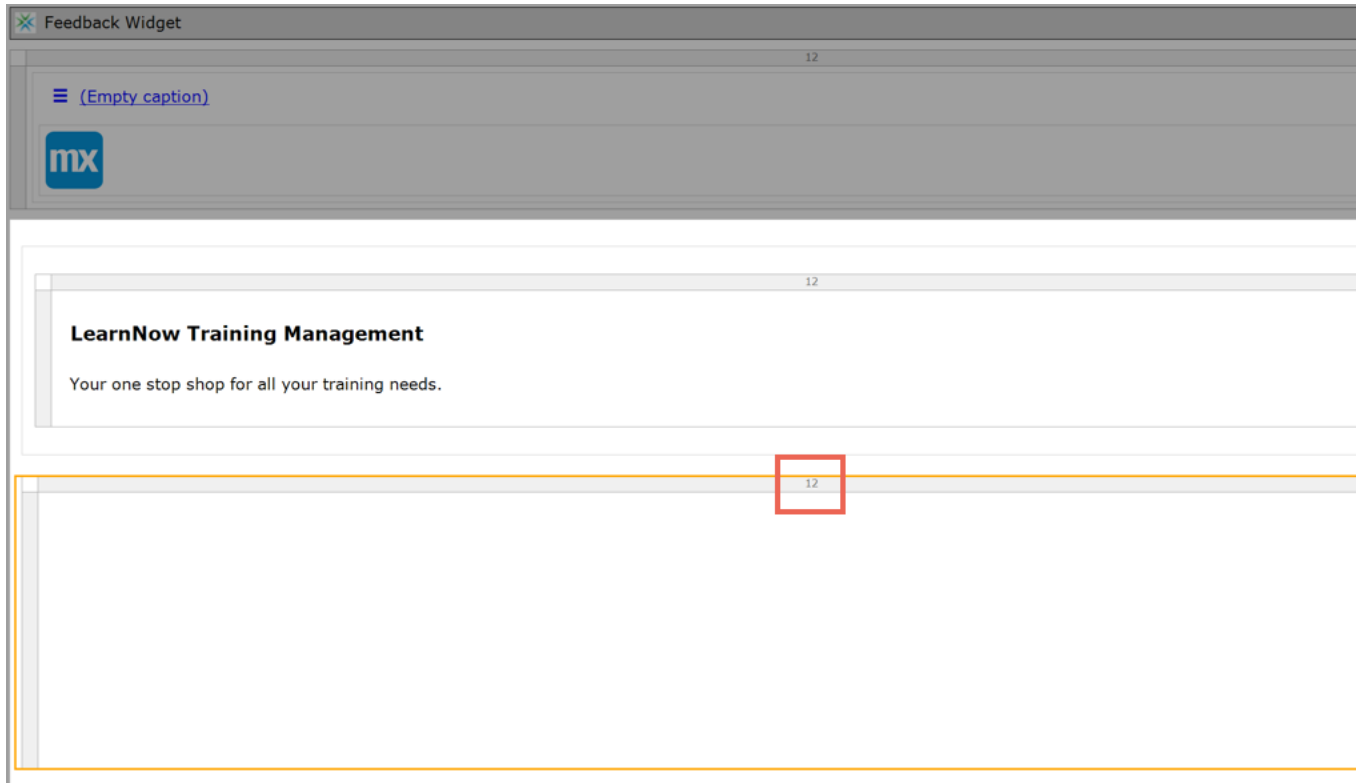 Feedback Widget
12
(Empty caption)
mx
12
LearnNow Training Management
Your one stop shop for all your training needs.
12